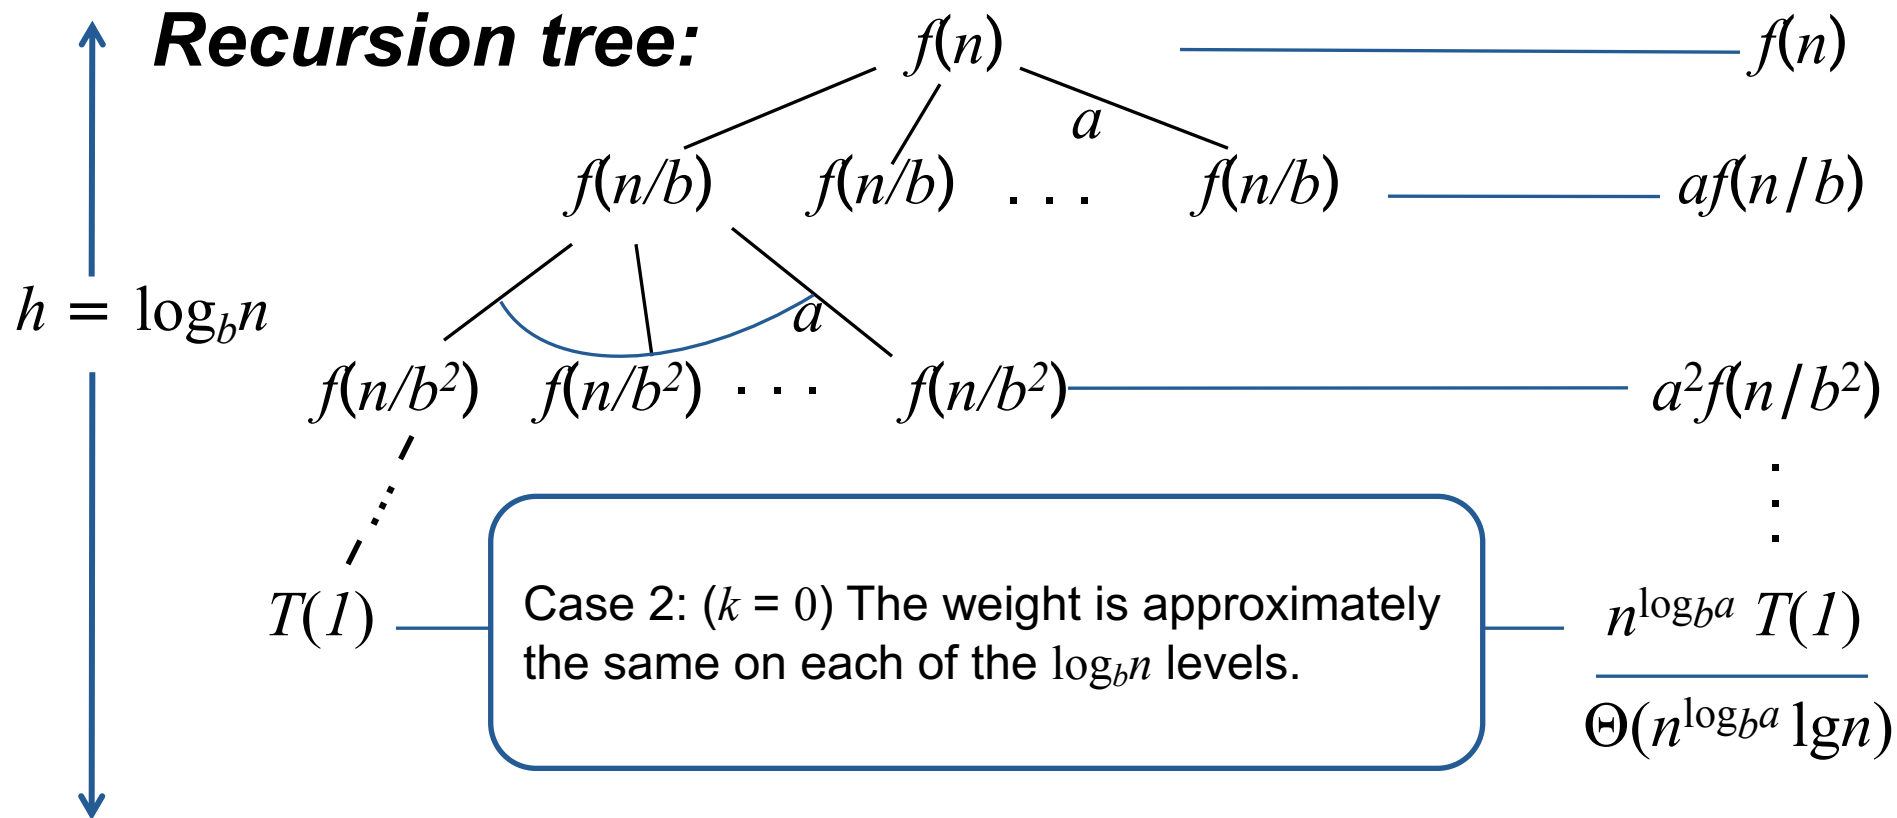 Recursion tree:
f(n)
f(n)
a
f(n/b) f(n/b) . . . f(n/b)
af(n/b)
h = log_b n
a
f(n/b²) f(n/b²) . . . f(n/b²)
a²f(n/b²)
T(1)
Case 2: (k = 0) The weight is approximately
the same on each of the log_b n levels.
n^{log_b a} T(1)
Θ(n^{log_b a} lg n)